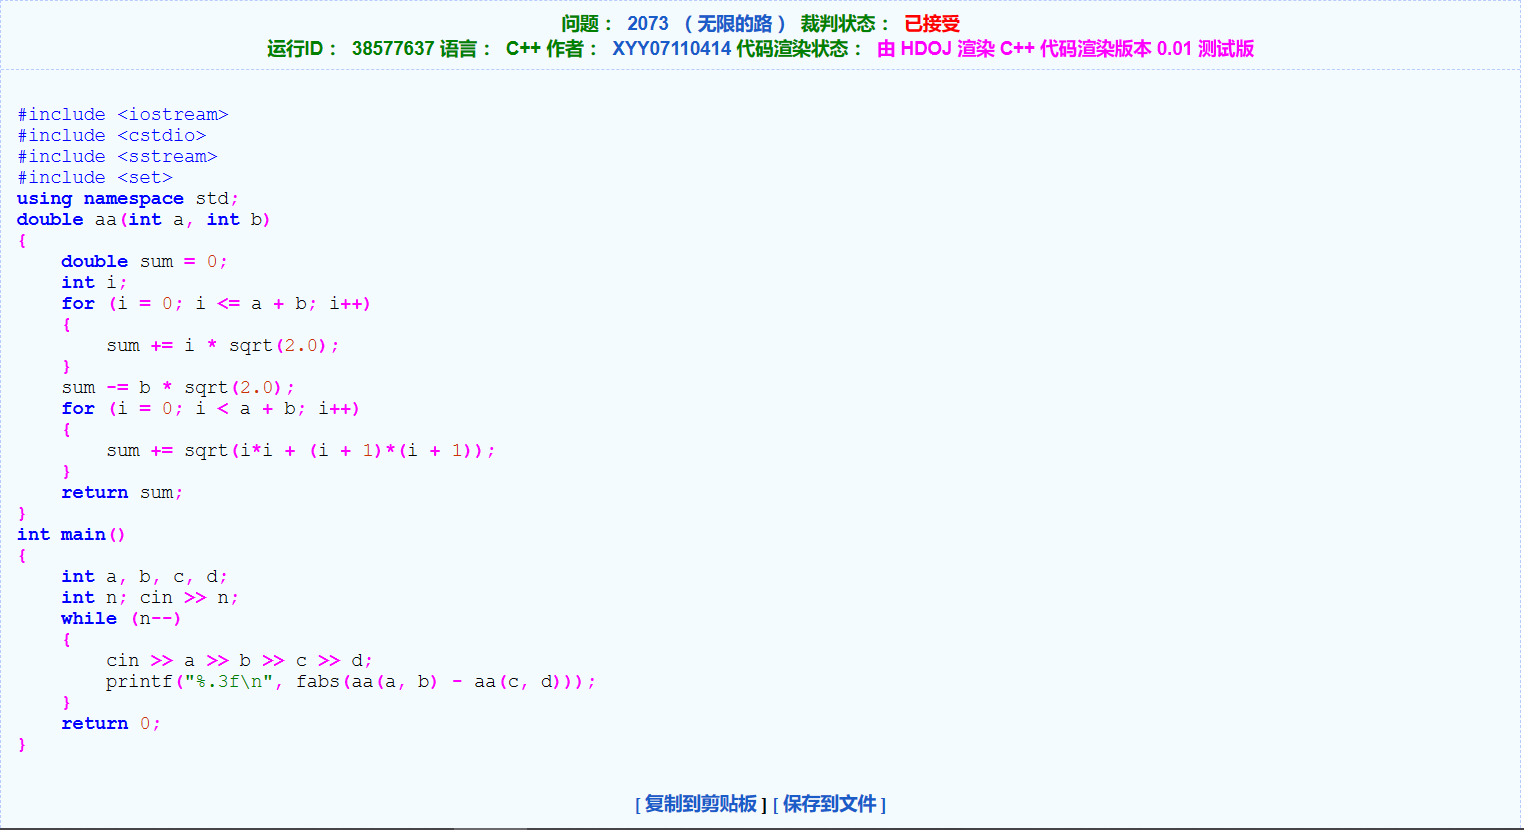 问题： 2073 （ 无限的路 ） 裁判状态： 已接受
运行ID： 38577637 语言： C++ 作者： XYY07110414 代码渲染状态： 由 HDOJ 渲染 C++ 代码渲染版本 0.01 测试版
#include <iostream>
#include <cstdio>
#include <sstream>
#include <set>
using namespace std;
double aa(int a, int b)
{
    double sum = 0;
    int i;
    for (i = 0; i <= a + b; i++)
    {
        sum += i * sqrt(2.0);
    }
    sum -= b * sqrt(2.0);
    for (i = 0; i < a + b; i++)
    {
        sum += sqrt(i*i + (i + 1)*(i + 1));
    }
    return sum;
}
int main()
{
    int a, b, c, d;
    int n; cin >> n;
    while (n--)
    {
        cin >> a >> b >> c >> d;
        printf("%.3f\n", fabs(aa(a, b) - aa(c, d)));
    }
    return 0;
}
[ 复制到剪贴板 ] [ 保存到文件 ]